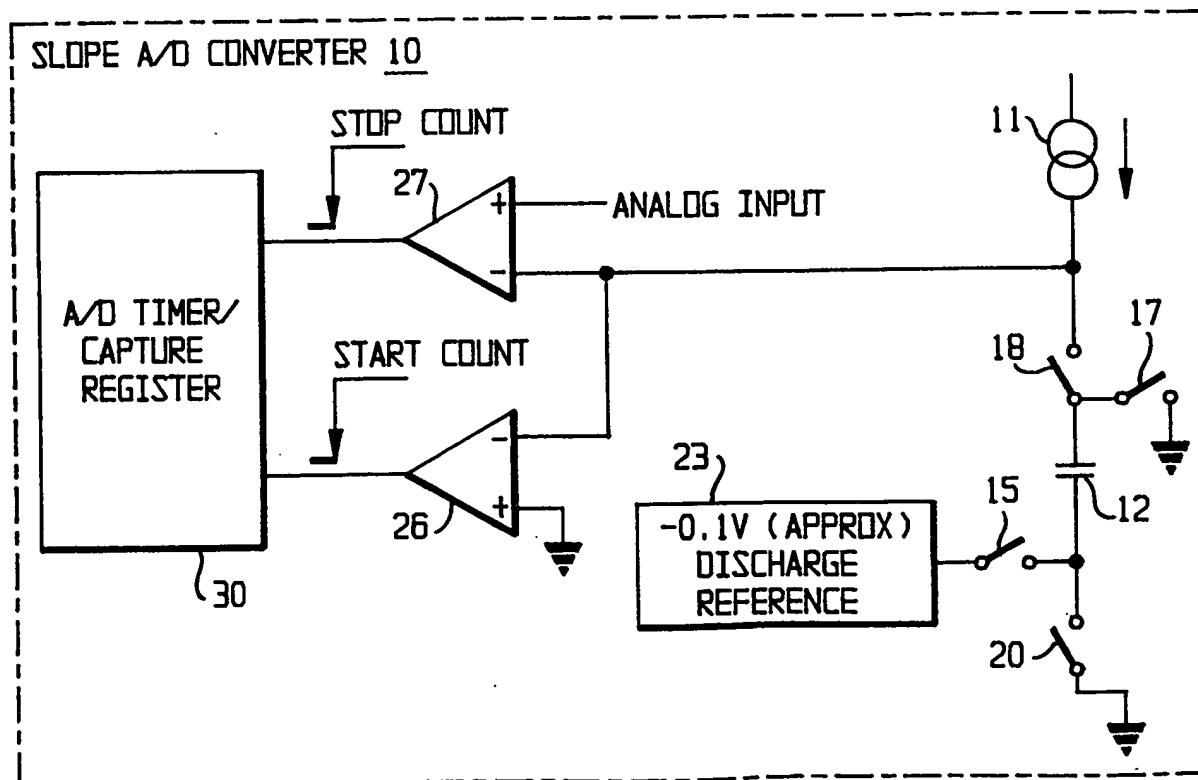 SLOPE A/D CONVERTER 10
STOP COUNT
27
+
ANALOG INPUT
-
11
A/D TIMER/
CAPTURE
REGISTER
START COUNT
18
17
-
+
26
23
-0.1V (APPROX)
DISCHARGE
REFERENCE
15
12
30
20